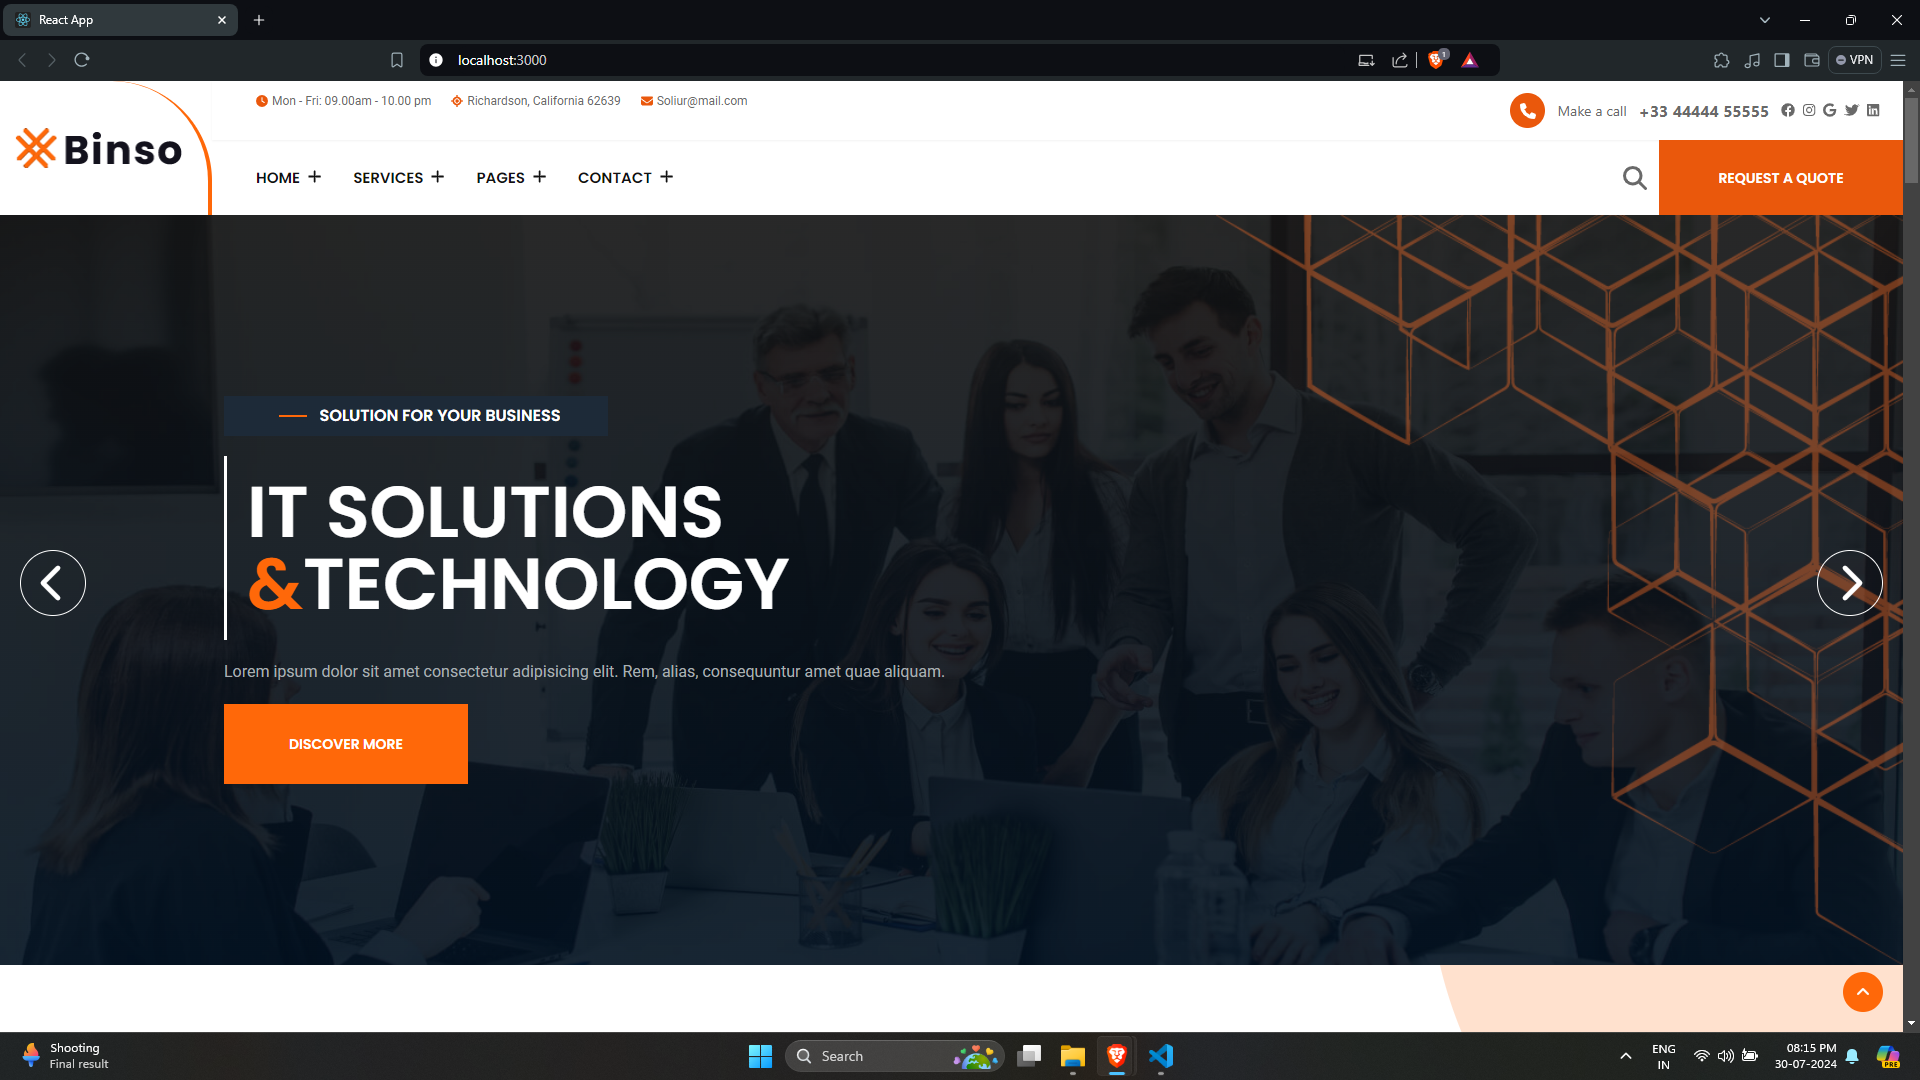 React App
localhost:3000
1
VPN
Binso
Mon - Fri: 09.00am - 10.00 pm
Richardson, California 62639
Soliur@mail.com
Make a call
+33 44444 55555
HOME +
SERVICES +
PAGES +
CONTACT +
REQUEST A QUOTE
SOLUTION FOR YOUR BUSINESS
IT SOLUTIONS
&TECHNOLOGY
Lorem ipsum dolor sit amet consectetur adipisicing elit. Rem, alias, consequuntur amet quae aliquam.
DISCOVER MORE
Shooting
Final result
Search
ENG
IN
08:15 PM
30-07-2024
PRE